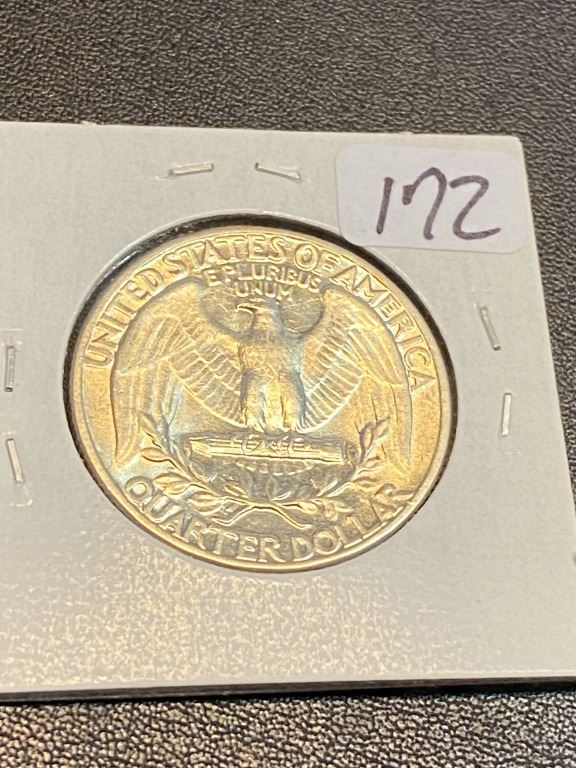 172
UNITED STATES OF AMERICA
E PLURIBUS
UNUM
QUARTER DOLLAR